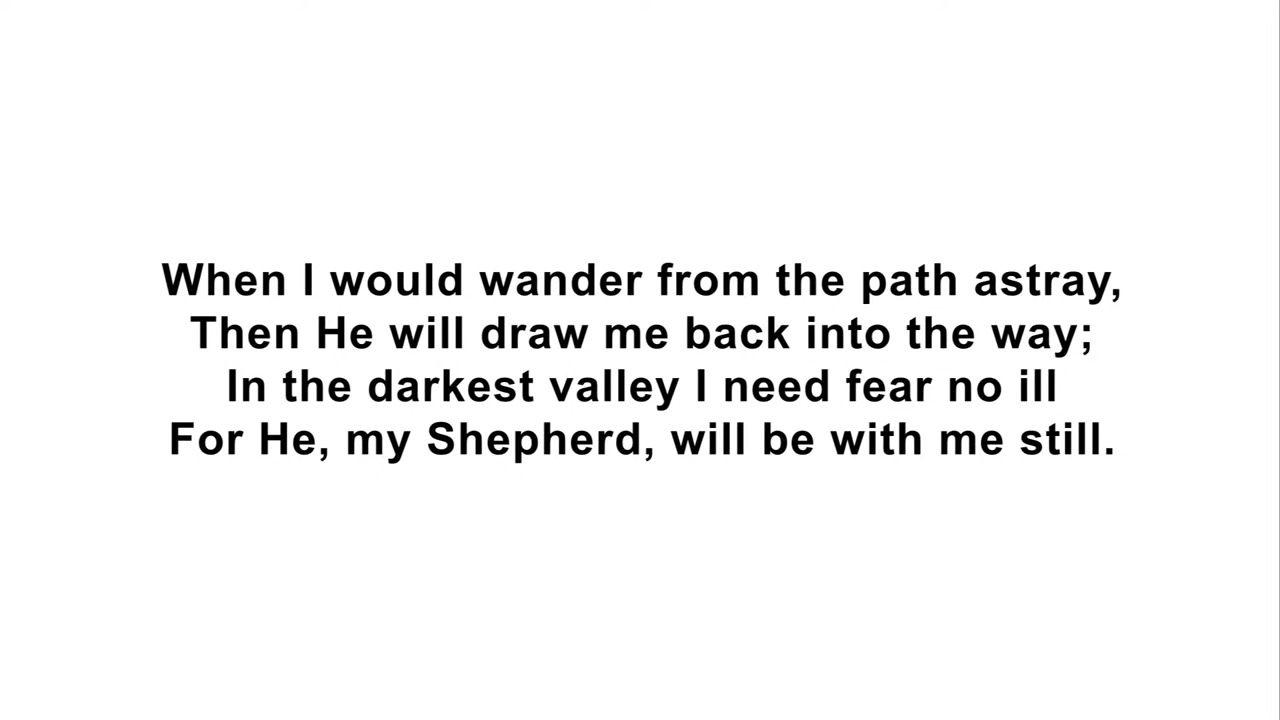 When I would wander from the path astray,
Then He will draw me back into the way;
In the darkest valley I need fear no ill
For He, my Shepherd, will be with me still.